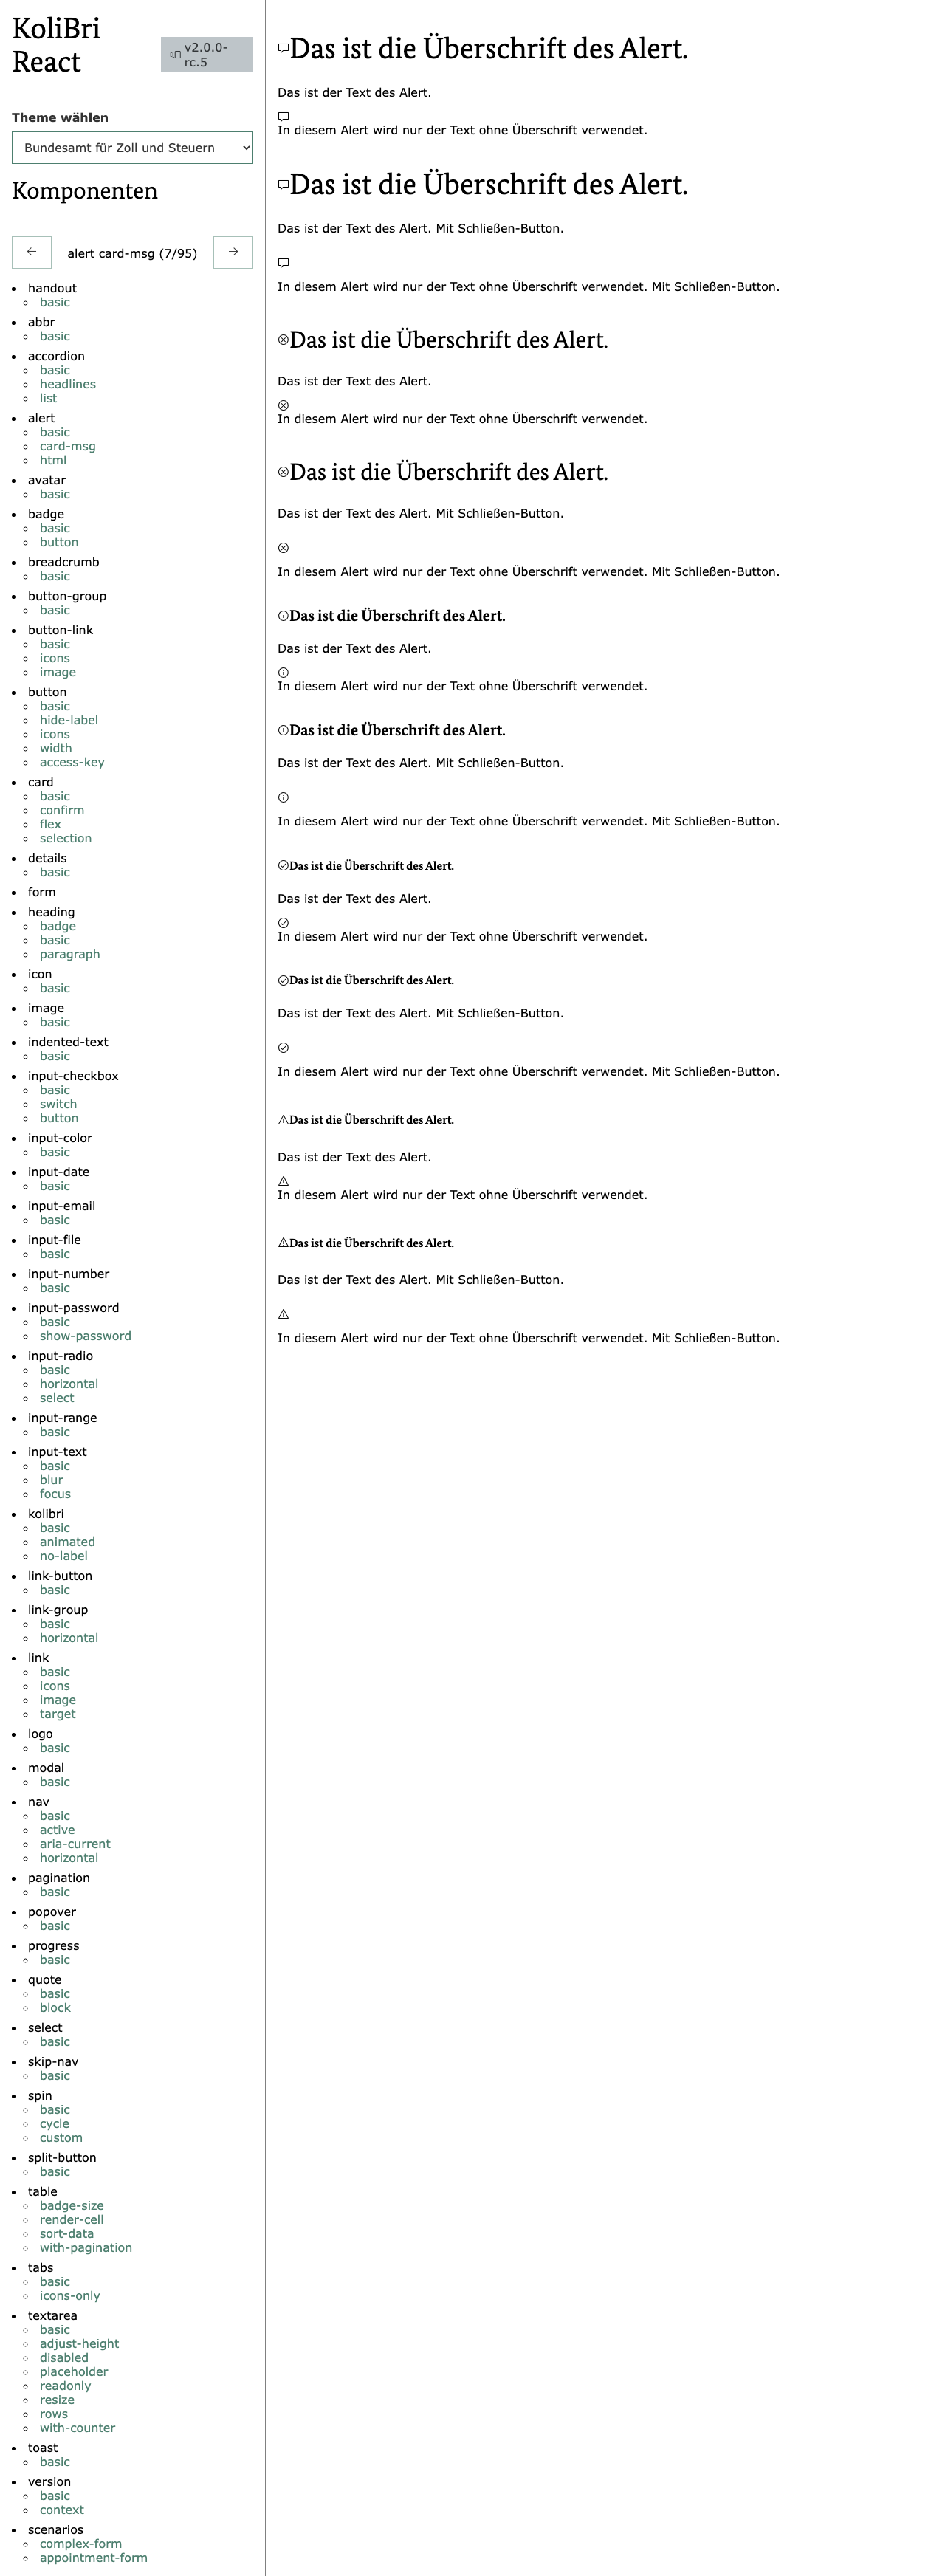 KoliBri
React
v2.0.0-
rc.5
Theme wählen
Bundesamt für Zoll und Steuern
Komponenten
alert card-msg (7/95)
handout
basic
abbr
basic
accordion
basic
headlines
list
alert
basic
card-msg
html
avatar
basic
badge
basic
button
breadcrumb
basic
button-group
basic
button-link
basic
icons
image
button
basic
hide-label
icons
width
access-key
card
basic
confirm
flex
selection
details
basic
form
heading
badge
basic
paragraph
icon
basic
image
basic
indented-text
basic
input-checkbox
basic
switch
button
input-color
basic
input-date
basic
input-email
basic
input-file
basic
input-number
basic
input-password
basic
show-password
input-radio
basic
horizontal
select
input-range
basic
input-text
basic
blur
focus
kolibri
basic
animated
no-label
link-button
basic
link-group
basic
horizontal
link
basic
icons
image
target
logo
basic
modal
basic
nav
basic
active
aria-current
horizontal
pagination
basic
popover
basic
progress
basic
quote
basic
block
select
basic
skip-nav
basic
spin
basic
cycle
custom
split-button
basic
table
badge-size
render-cell
sort-data
with-pagination
tabs
basic
icons-only
textarea
basic
adjust-height
disabled
placeholder
readonly
resize
rows
with-counter
toast
basic
version
basic
context
scenarios
complex-form
appointment-form
Das ist die Überschrift des Alert.
Das ist der Text des Alert.
In diesem Alert wird nur der Text ohne Überschrift verwendet.
Das ist die Überschrift des Alert.
Das ist der Text des Alert. Mit Schließen-Button.
In diesem Alert wird nur der Text ohne Überschrift verwendet. Mit Schließen-Button.
Das ist die Überschrift des Alert.
Das ist der Text des Alert.
In diesem Alert wird nur der Text ohne Überschrift verwendet.
Das ist die Überschrift des Alert.
Das ist der Text des Alert. Mit Schließen-Button.
In diesem Alert wird nur der Text ohne Überschrift verwendet. Mit Schließen-Button.
Das ist die Überschrift des Alert.
Das ist der Text des Alert.
In diesem Alert wird nur der Text ohne Überschrift verwendet.
Das ist die Überschrift des Alert.
Das ist der Text des Alert. Mit Schließen-Button.
In diesem Alert wird nur der Text ohne Überschrift verwendet. Mit Schließen-Button.
Das ist die Überschrift des Alert.
Das ist der Text des Alert.
In diesem Alert wird nur der Text ohne Überschrift verwendet.
Das ist die Überschrift des Alert.
Das ist der Text des Alert. Mit Schließen-Button.
In diesem Alert wird nur der Text ohne Überschrift verwendet. Mit Schließen-Button.
Das ist die Überschrift des Alert.
Das ist der Text des Alert.
In diesem Alert wird nur der Text ohne Überschrift verwendet.
Das ist die Überschrift des Alert.
Das ist der Text des Alert. Mit Schließen-Button.
In diesem Alert wird nur der Text ohne Überschrift verwendet. Mit Schließen-Button.